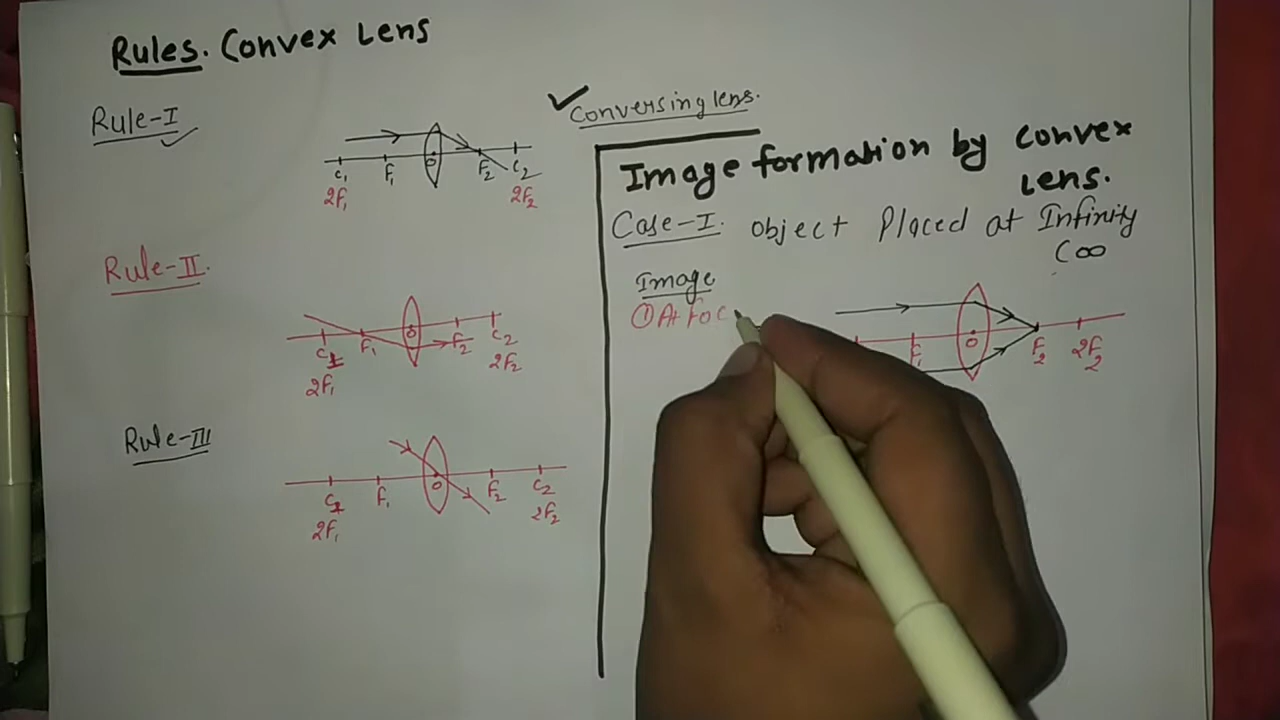 Rules. Convex Lens
Rule-I
O
C1 F1 F2 C2
2F1 2F2
Rule-II.
O
C1 F1 F2 C2
2F1 2F2
Rule-III
O
C1 F1 F2 C2
2F1 2F2
Conversing lens.
Image formation by convex
Lens.
Case-I. object Placed at Infinity
(∞
Image
① At Foc
O
F1 F2 2F2